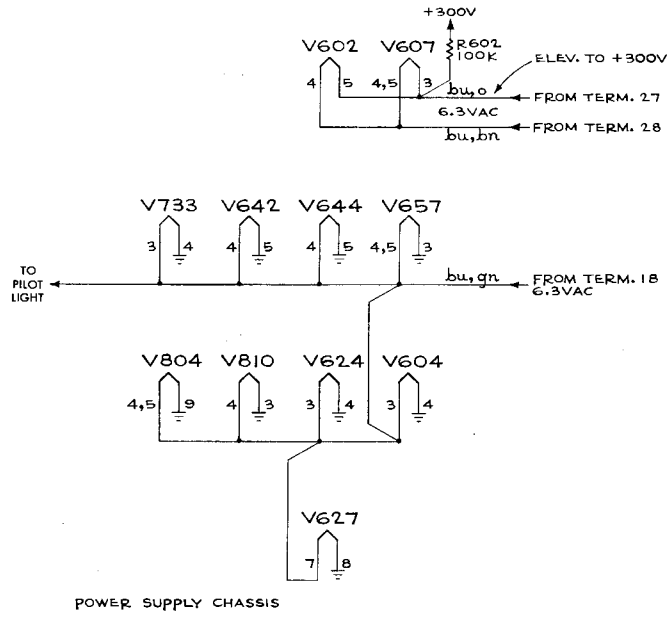 +300V
V602 V607
R602
100K
ELEV. TO +300V
4 5 4,5 3
bu,o
FROM TERM. 27
6.3VAC
FROM TERM. 28
bu,bn
V733 V642 V644 V657
3 4 4 5 4 5 4,5 3
TO
PILOT
LIGHT
bu,gn
FROM TERM. 18
6.3VAC
V804 V810 V624 V604
4,5 9 4 3 3 4 3 4
V627
7 8
POWER SUPPLY CHASSIS